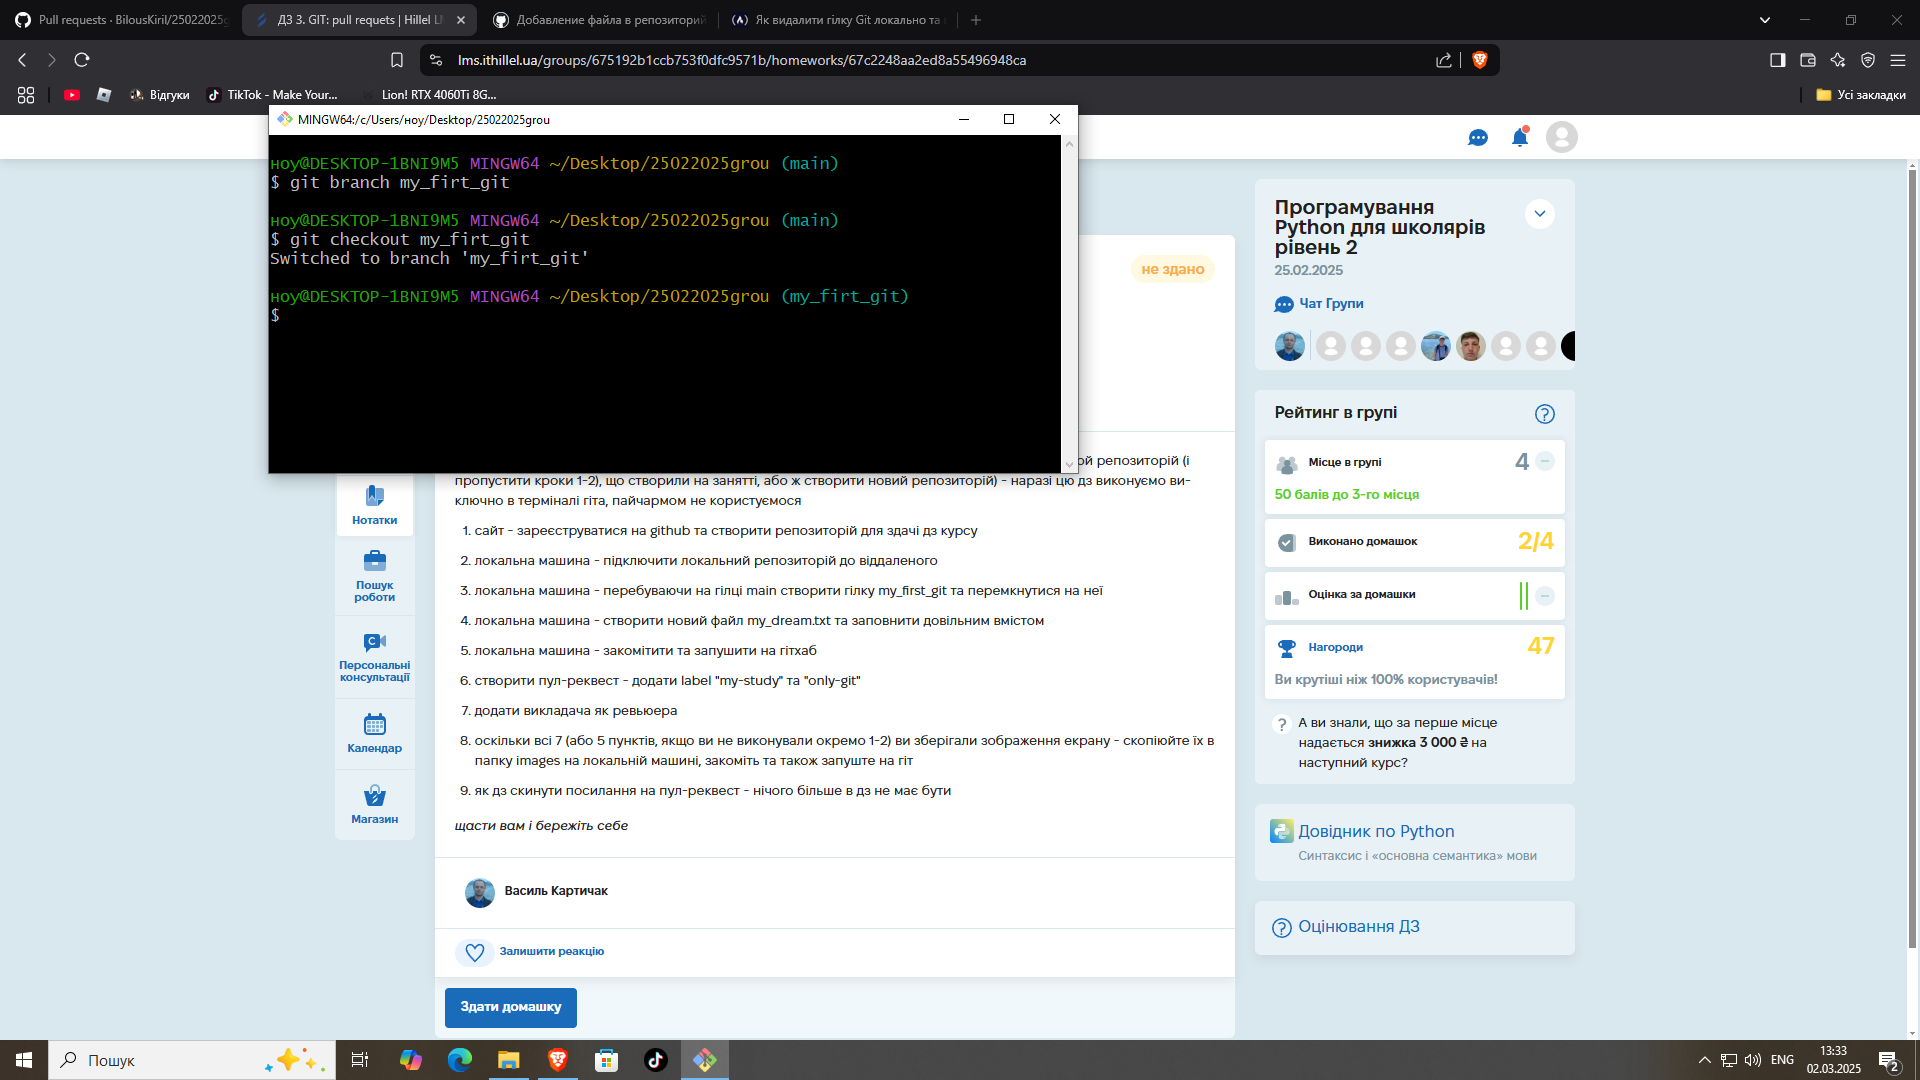 Pull requests · BilousKiril/25022025g
ДЗ 3. GIT: pull requets | Hillel LM
Добавление файла в репозиторий
Як видалити гілку Git локально та
lms.ithillel.ua/groups/675192b1ccb753f0dfc9571b/homeworks/67c2248aa2ed8a55496948ca
Відгуки
TikTok - Make Your...
Lion! RTX 4060Ti 8G...
Усі закладки
MINGW64:/c/Users/ноу/Desktop/25022025grou
ноу@DESKTOP-1BNI9M5 MINGW64 ~/Desktop/25022025grou (main)
$ git branch my_firt_git
ноу@DESKTOP-1BNI9M5 MINGW64 ~/Desktop/25022025grou (main)
$ git checkout my_firt_git
Switched to branch 'my_firt_git'
ноу@DESKTOP-1BNI9M5 MINGW64 ~/Desktop/25022025grou (my_firt_git)
$
не здано
ой репозиторій (і
пропустити кроки 1-2), що створили на занятті, або ж створити новий репозиторій) - наразі цю дз виконуємо ви-
ключно в терміналі гіта, пайчармом не користуємося
1. сайт - зареєструватися на github та створити репозиторій для здачі дз курсу
2. локальна машина - підключити локальний репозиторій до віддаленого
3. локальна машина - перебуваючи на гілці main створити гілку my_first_git та перемкнутися на неї
4. локальна машина - створити новий файл my_dream.txt та заповнити довільним вмістом
5. локальна машина - закомітити та запушити на гітхаб
6. створити пул-реквест - додати label "my-study" та "only-git"
7. додати викладача як ревьюера
8. оскільки всі 7 (або 5 пунктів, якщо ви не виконували окремо 1-2) ви зберігали зображення екрану - скопіюйте їх в
папку images на локальній машині, закоміть та також запуште на гіт
9. як дз скинути посилання на пул-реквест - нічого більше в дз не має бути
щасти вам і бережіть себе
Василь Картичак
Залишити реакцію
Здати домашку
Нотатки
Пошук
роботи
Персональні
консультації
Календар
Магазин
Програмування
Python для школярів
рівень 2
25.02.2025
Чат Групи
Рейтинг в групі
Місце в групі
4
50 балів до 3-го місця
Виконано домашок
2/4
Оцінка за домашки
Нагороди
47
Ви крутіші ніж 100% користувачів!
А ви знали, що за перше місце
надається знижка 3 000 ₴ на
наступний курс?
Довідник по Python
Синтаксис і «основна семантика» мови
Оцінювання ДЗ
Пошук
ENG
13:33
02.03.2025
2